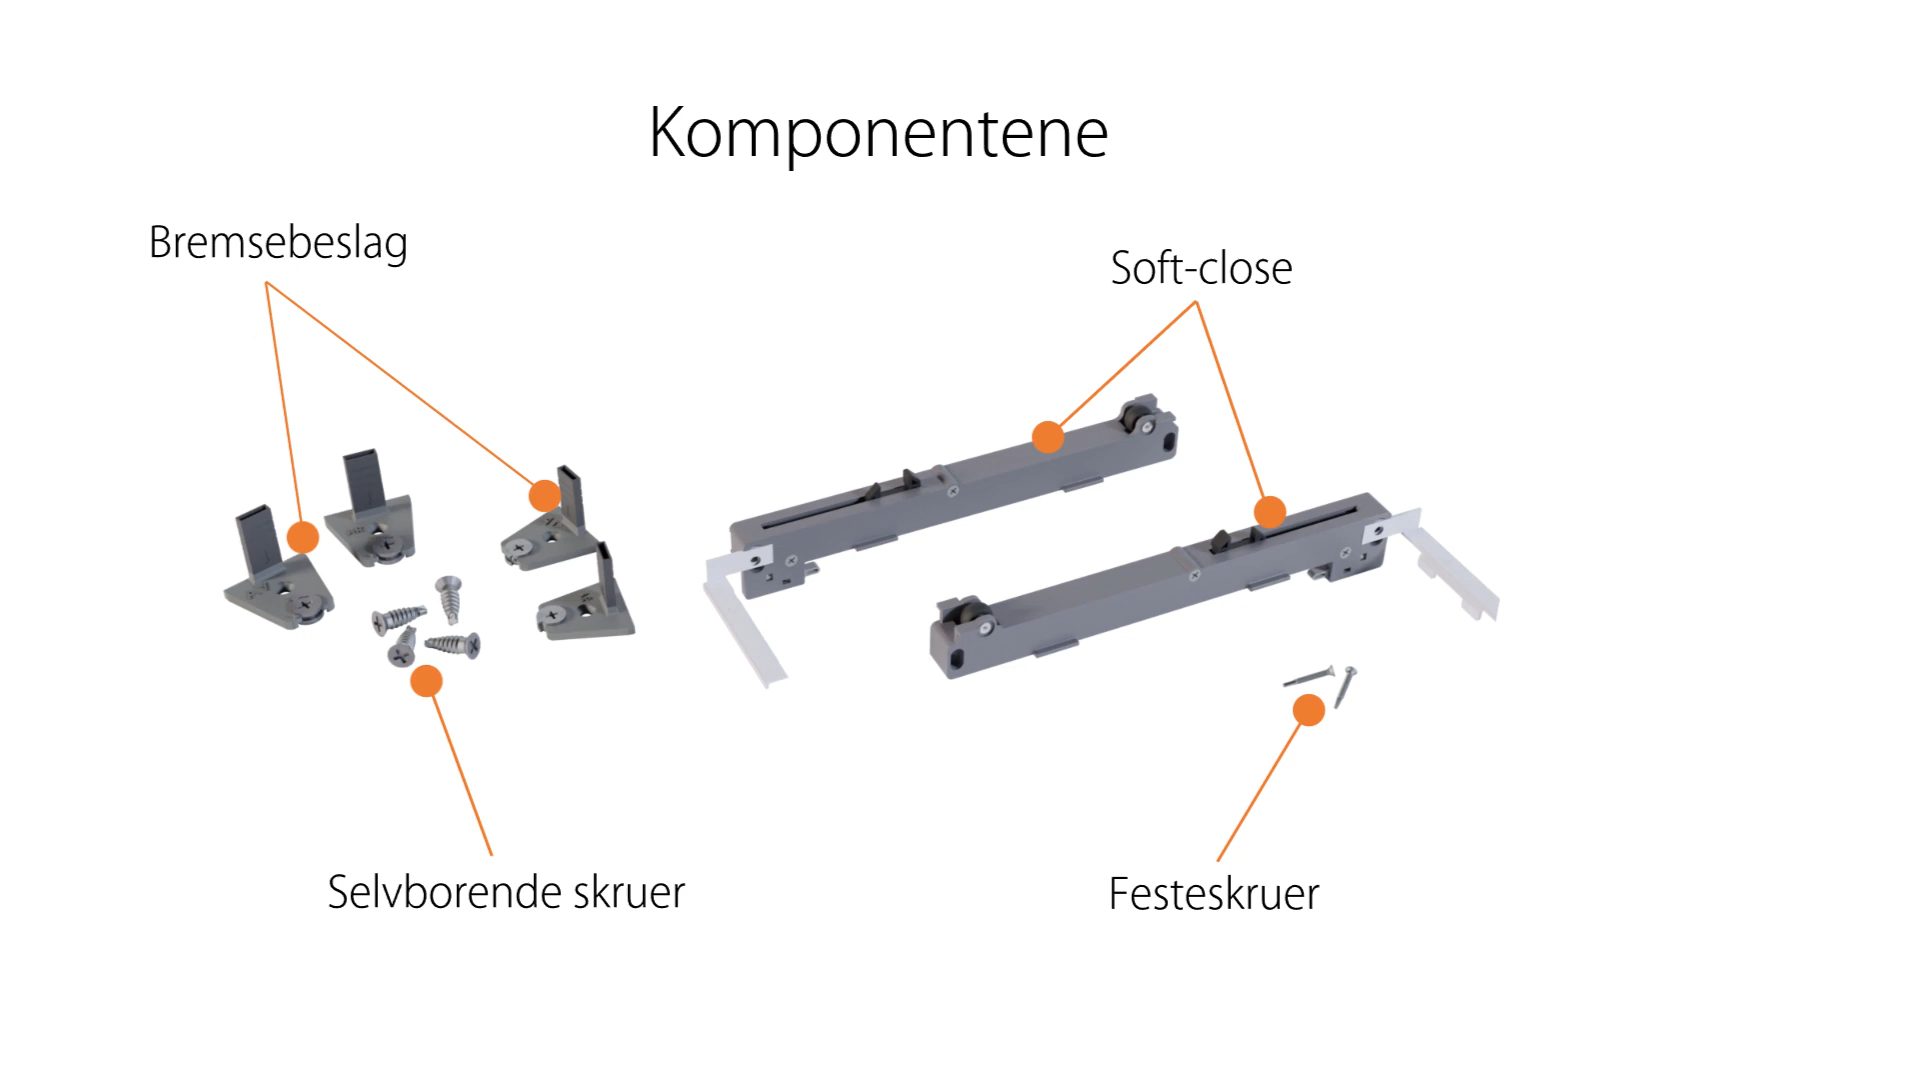 Komponentene
Bremsebeslag
Soft-close
Selvborende skruer
Festeskruer